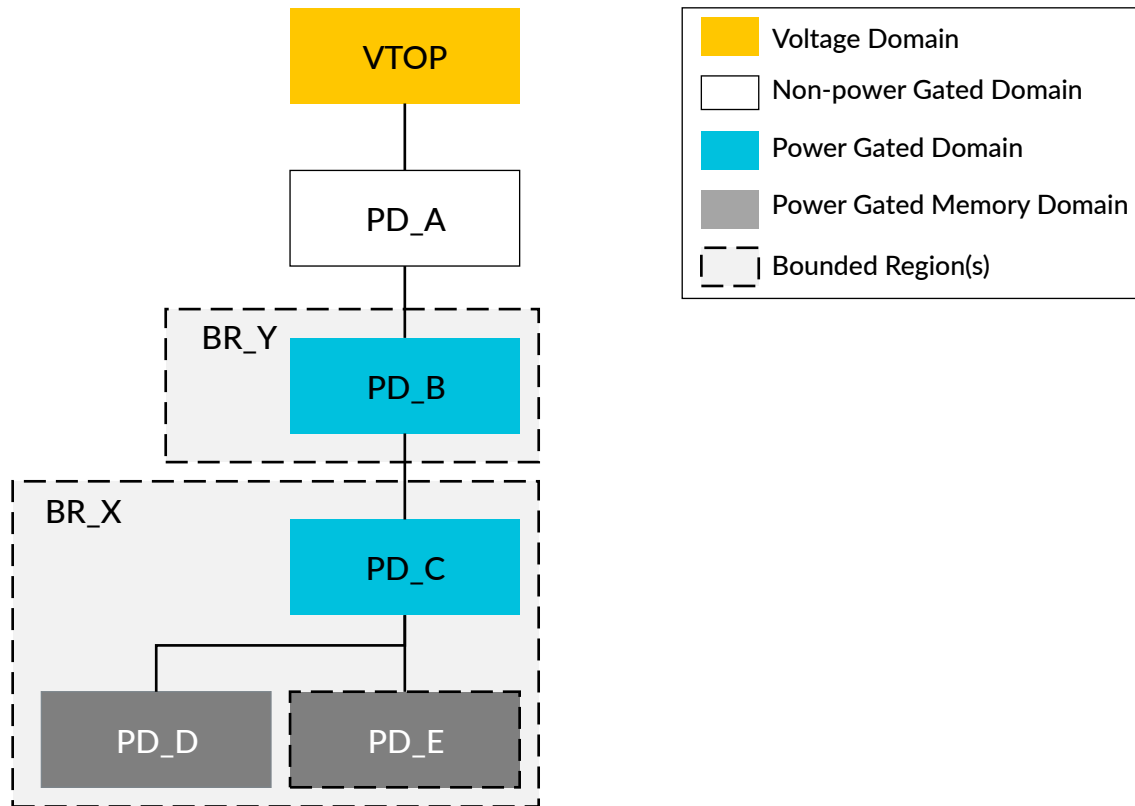 VTOP
PD_A
BR_Y
PD_B
BR_X
PD_C
PD_D
PD_E
Voltage Domain
Non-power Gated Domain
Power Gated Domain
Power Gated Memory Domain
Bounded Region(s)